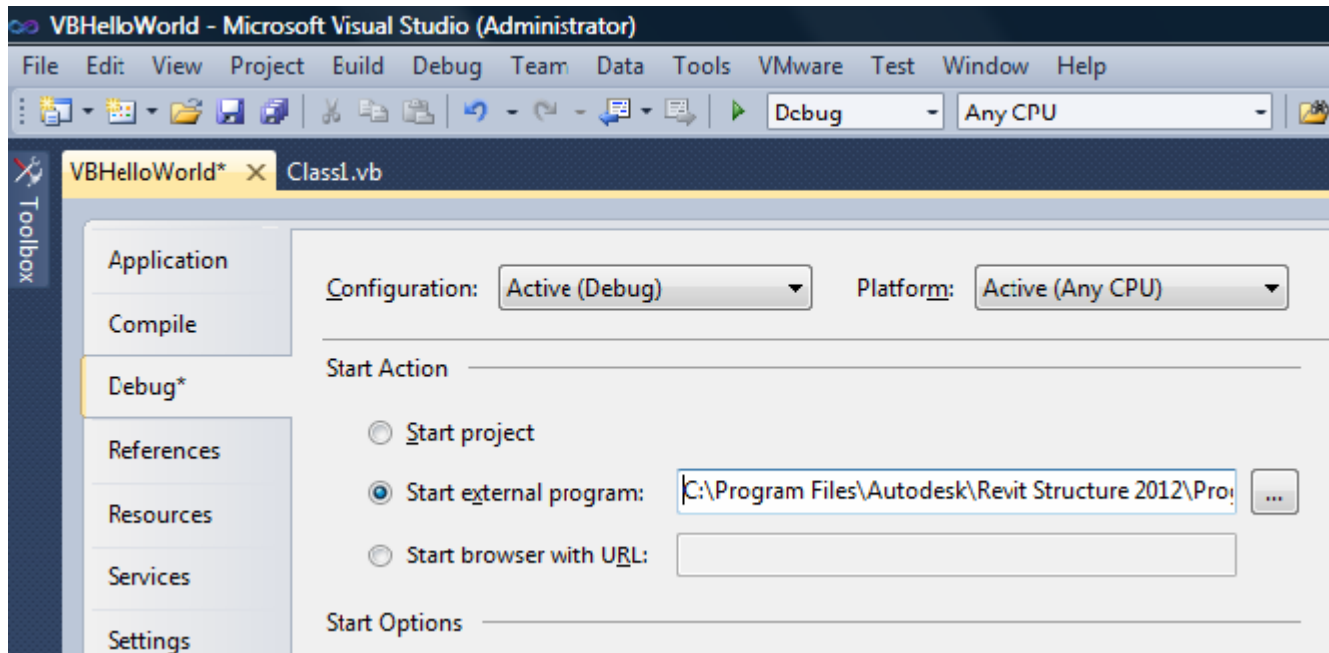 VBHelloWorld - Microsoft Visual Studio (Administrator)
File Edit View Project Build Debug Team Data Tools VMware Test Window Help
Debug Any CPU
VBHelloWorld* Class1.vb
Toolbox
Application
Configuration: Active (Debug) Platform: Active (Any CPU)
Compile
Start Action
Debug*
Start project
References
Start external program: C:\Program Files\Autodesk\Revit Structure 2012\Prog ...
Resources
Start browser with URL:
Services
Start Options
Settings